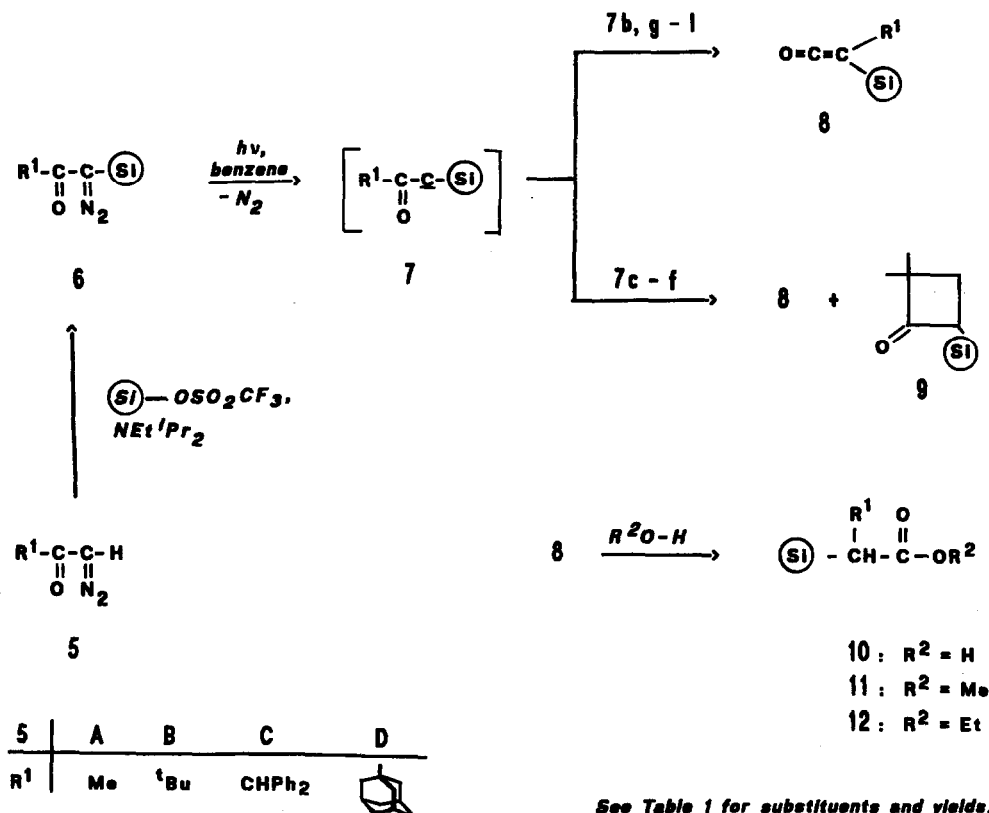 7b, g - l
O=C=C
R¹
Si
8
R¹-C-C-Si
O N₂
6
hν,
benzene
- N₂
R¹-C-C-Si
O
7
7c - f
8 +
O
Si
9
Si — OSO₂CF₃,
NEtⁱPr₂
R¹-C-C-H
O N₂
5
8
R²O-H
R¹ O
Si - CH-C-OR²
10 : R² = H
11 : R² = Me
12 : R² = Et
5 A B C D
R¹ Me ᵗBu CHPh₂
See Table 1 for substituents and yields.